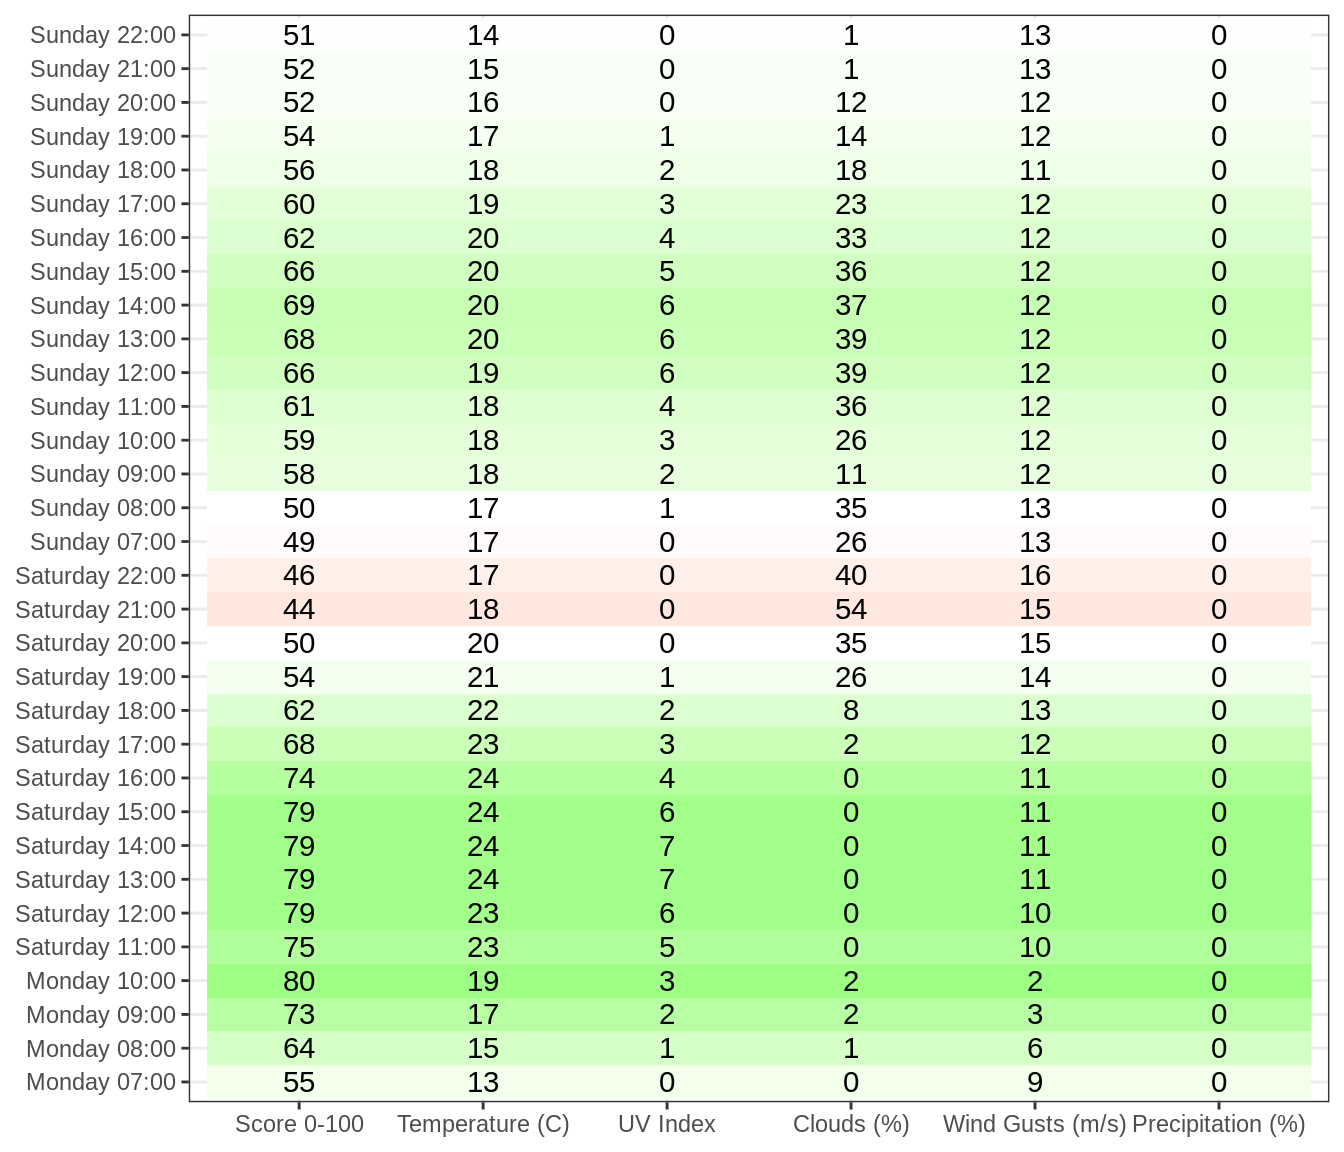 Sunday 22:00 51 14 0 1 13 0
Sunday 21:00 52 15 0 1 13 0
Sunday 20:00 52 16 0 12 12 0
Sunday 19:00 54 17 1 14 12 0
Sunday 18:00 56 18 2 18 11 0
Sunday 17:00 60 19 3 23 12 0
Sunday 16:00 62 20 4 33 12 0
Sunday 15:00 66 20 5 36 12 0
Sunday 14:00 69 20 6 37 12 0
Sunday 13:00 68 20 6 39 12 0
Sunday 12:00 66 19 6 39 12 0
Sunday 11:00 61 18 4 36 12 0
Sunday 10:00 59 18 3 26 12 0
Sunday 09:00 58 18 2 11 12 0
Sunday 08:00 50 17 1 35 13 0
Sunday 07:00 49 17 0 26 13 0
Saturday 22:00 46 17 0 40 16 0
Saturday 21:00 44 18 0 54 15 0
Saturday 20:00 50 20 0 35 15 0
Saturday 19:00 54 21 1 26 14 0
Saturday 18:00 62 22 2 8 13 0
Saturday 17:00 68 23 3 2 12 0
Saturday 16:00 74 24 4 0 11 0
Saturday 15:00 79 24 6 0 11 0
Saturday 14:00 79 24 7 0 11 0
Saturday 13:00 79 24 7 0 11 0
Saturday 12:00 79 23 6 0 10 0
Saturday 11:00 75 23 5 0 10 0
Monday 10:00 80 19 3 2 2 0
Monday 09:00 73 17 2 2 3 0
Monday 08:00 64 15 1 1 6 0
Monday 07:00 55 13 0 0 9 0
Score 0-100 Temperature (C) UV Index Clouds (%) Wind Gusts (m/s) Precipitation (%)